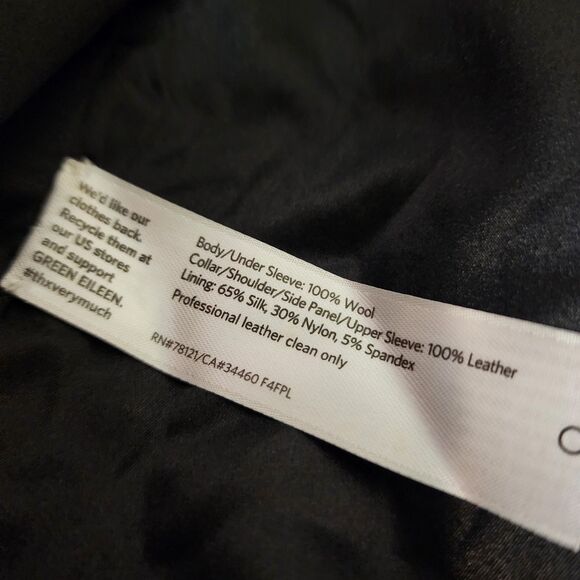 We'd like our
clothes back.
Recycle them at
our US stores
and support
GREEN EILEEN.
#thxverymuch
Body/Under Sleeve: 100% Wool
Collar/Shoulder/Side Panel/Upper Sleeve: 100% Leather
Lining: 65% Silk, 30% Nylon, 5% Spandex
Professional leather clean only
RN#78121/CA#34460 F4FPL